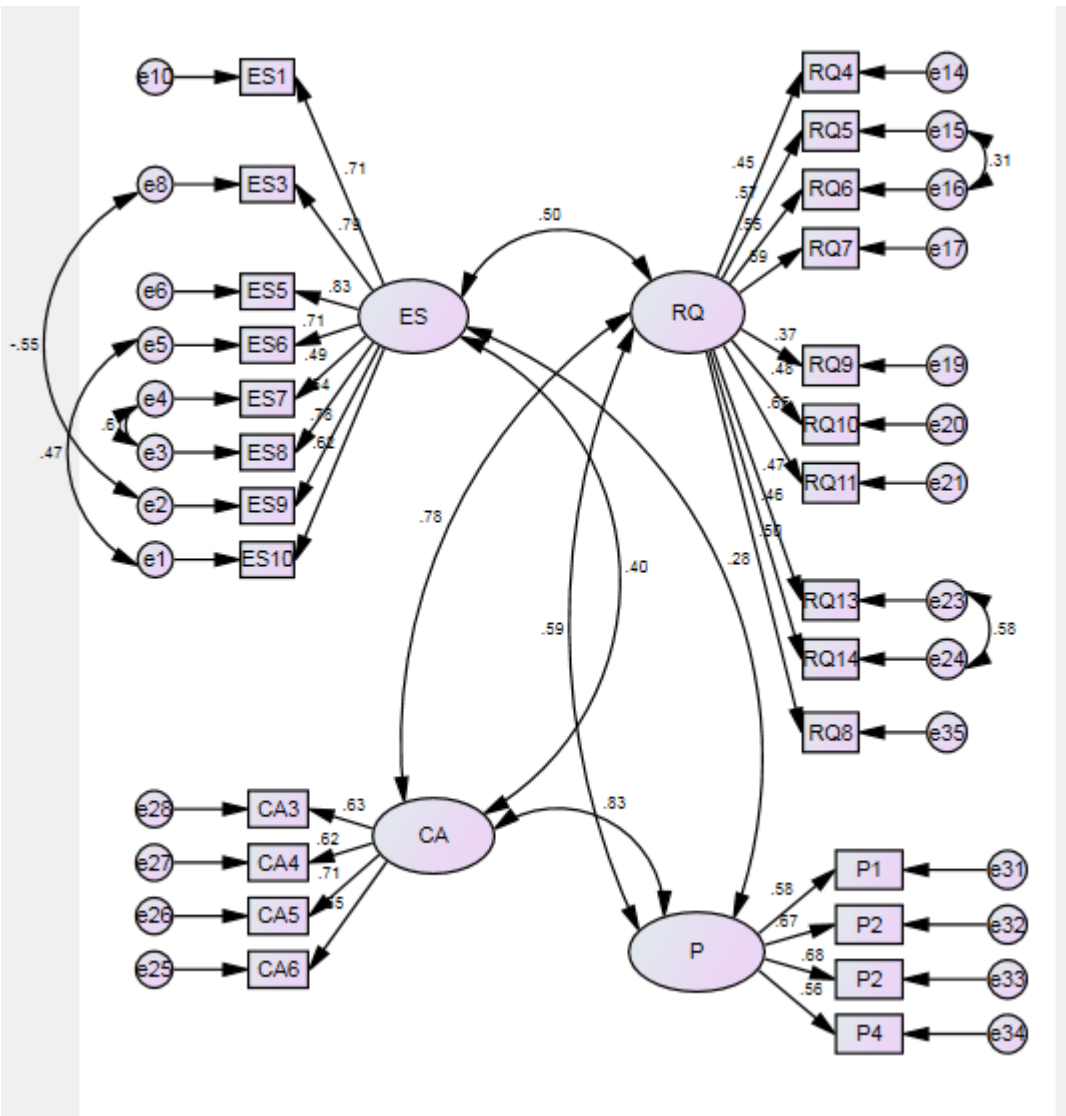 e10
ES1
e8
ES3
e6
ES5
e5
ES6
e4
ES7
e3
ES8
e2
ES9
e1
ES10
-.55
.47
.71
.79
.83
.71
.49
.62
ES
.50
RQ
.45
.57
.55
.37
.48
.47
.46
.50
RQ4
e14
RQ5
e15
RQ6
e16
.31
RQ7
e17
RQ9
e19
RQ10
e20
RQ11
e21
RQ13
e23
RQ14
e24
.58
RQ8
e35
.78
.40
.28
.59
.83
e28
CA3
e27
CA4
e26
CA5
e25
CA6
.63
.62
.71
CA
P
.58
.67
.68
.56
P1
e31
P2
e32
P2
e33
P4
e34